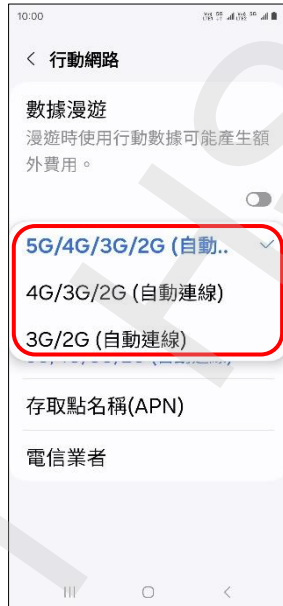 10:00
行動網路
數據漫遊
漫遊時使用行動數據可能產生額
外費用。
5G/4G/3G/2G (自動..
4G/3G/2G (自動連線)
3G/2G (自動連線)
存取點名稱(APN)
電信業者